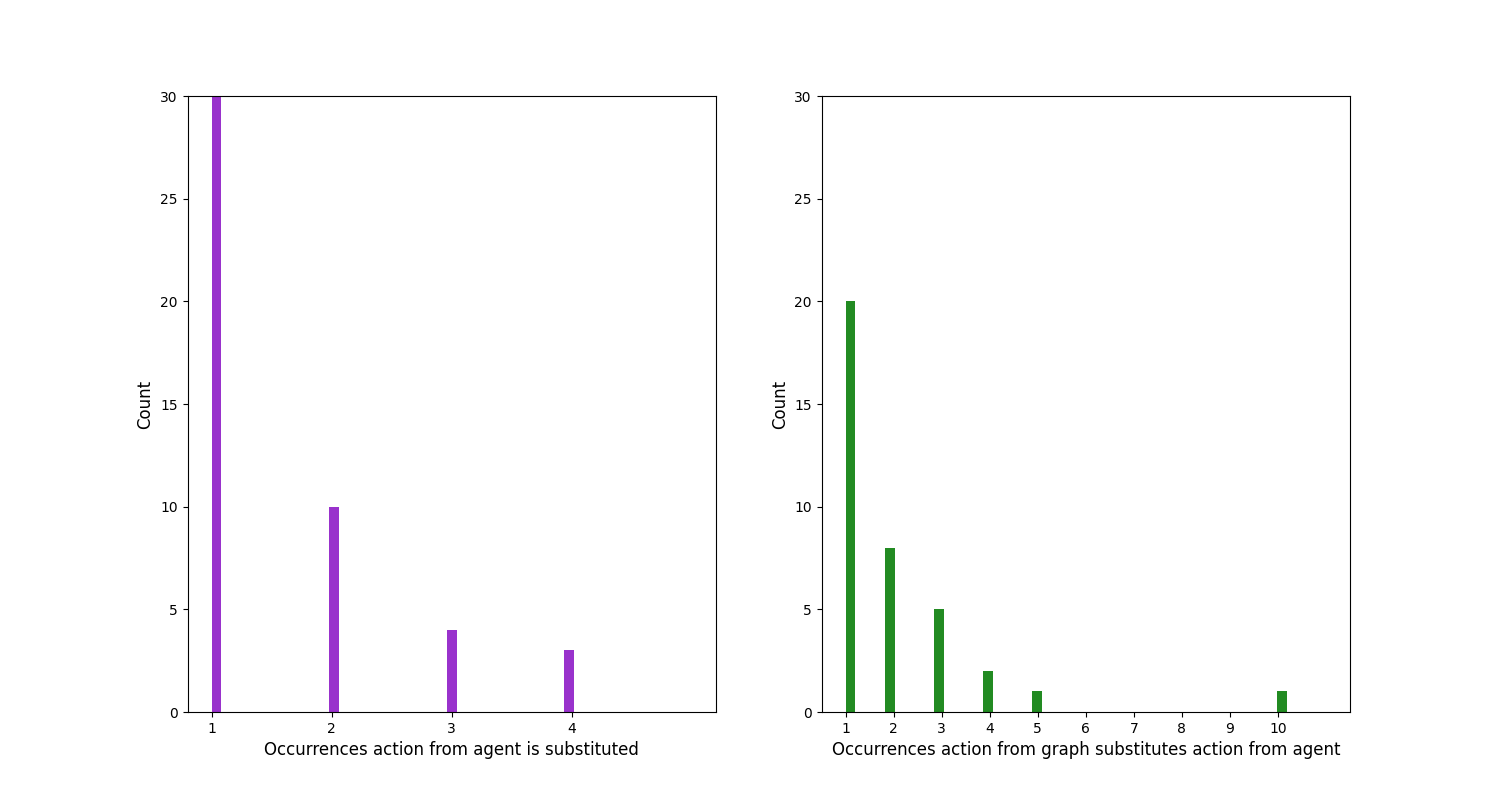 30
25
20
15
10
5
0
Count
1 2 3 4
Occurrences action from agent is substituted
30
25
20
15
10
5
0
Count
1 2 3 4 5 6 7 8 9 10
Occurrences action from graph substitutes action from agent